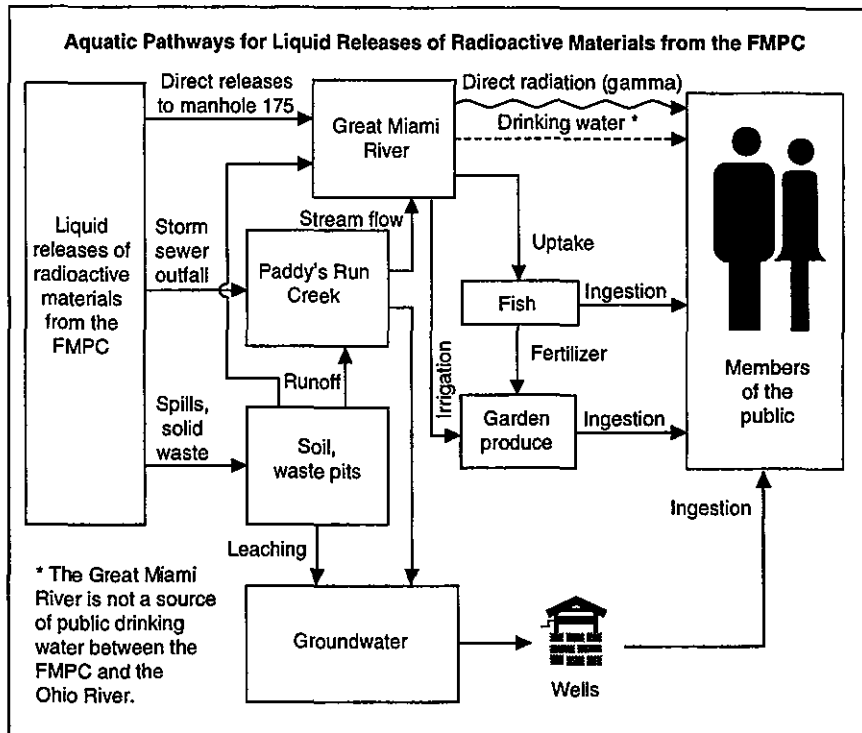 Aquatic Pathways for Liquid Releases of Radioactive Materials from the FMPC
Direct releases
to manhole 175
Great Miami
River
Direct radiation (gamma)
Drinking water *
Liquid
releases of
radioactive
materials
from the
FMPC
Storm
sewer
outfall
Stream flow
Paddy's Run
Creek
Uptake
Fish
Ingestion
Fertilizer
Irrigation
Garden
produce
Ingestion
Members
of the
public
Runoff
Spills,
solid
waste
Soil,
waste pits
Ingestion
Leaching
Groundwater
Wells
* The Great Miami
River is not a source
of public drinking
water between the
FMPC and the
Ohio River.